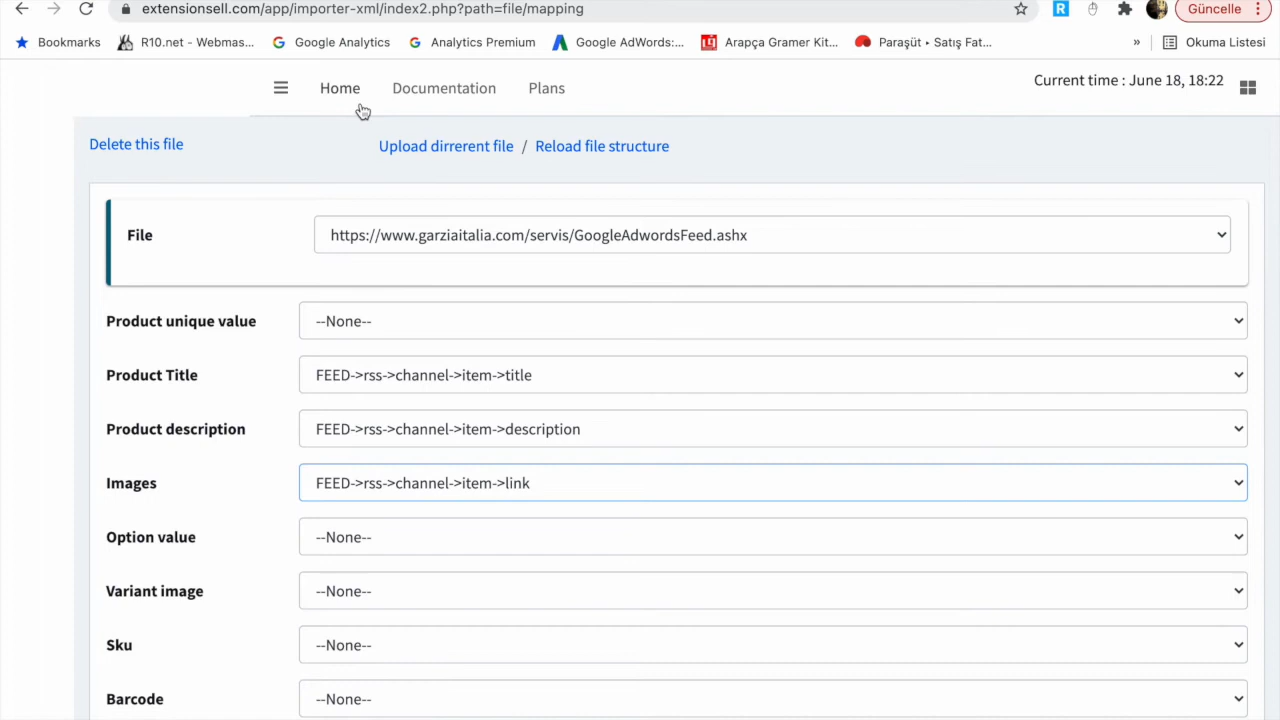 extensionsell.com/app/importer-xml/index2.php?path=file/mapping
R
Güncelle
Bookmarks
R10.net - Webmas...
Google Analytics
Analytics Premium
Google AdWords:...
Arapça Gramer Kit...
Paraşüt • Satış Fat...
»
Okuma Listesi
Home
Documentation
Plans
Current time : June 18, 18:22
Delete this file
Upload dirrerent file / Reload file structure
File
https://www.garziaitalia.com/servis/GoogleAdwordsFeed.ashx
Product unique value
--None--
Product Title
FEED->rss->channel->item->title
Product description
FEED->rss->channel->item->description
Images
FEED->rss->channel->item->link
Option value
--None--
Variant image
--None--
Sku
--None--
Barcode
--None--